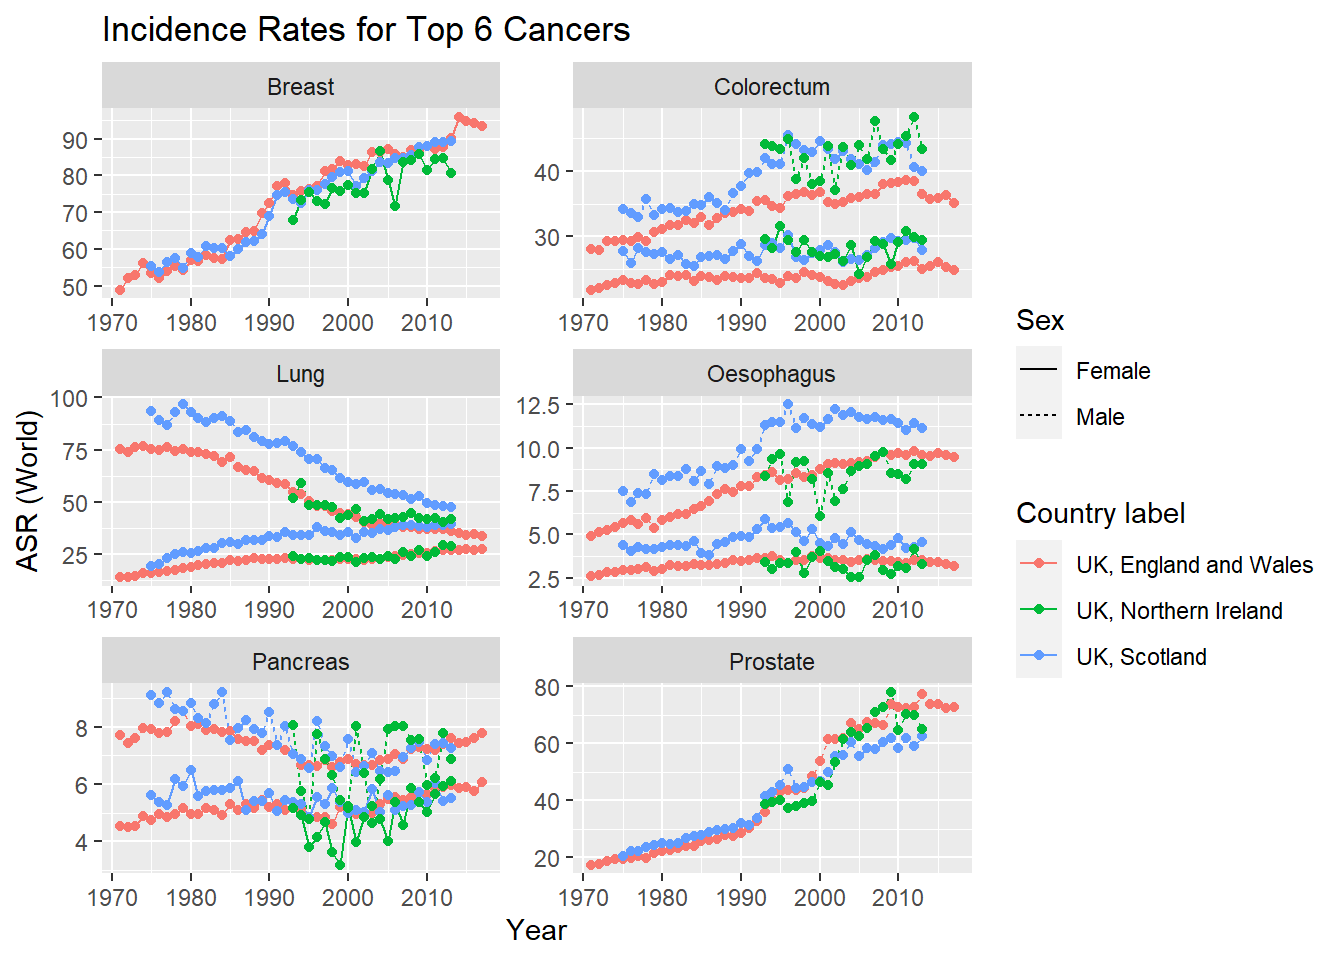 Incidence Rates for Top 6 Cancers
Breast
Colorectum
90
80
70
60
50
40
30
1970 1980 1990 2000 2010
1970 1980 1990 2000 2010
Lung
Oesophagus
100
75
50
25
12.5
10.0
7.5
5.0
2.5
1970 1980 1990 2000 2010
1970 1980 1990 2000 2010
Pancreas
Prostate
8
6
4
80
60
40
20
1970 1980 1990 2000 2010
1970 1980 1990 2000 2010
ASR (World)
Year
Sex
Female
Male
Country label
UK, England and Wales
UK, Northern Ireland
UK, Scotland